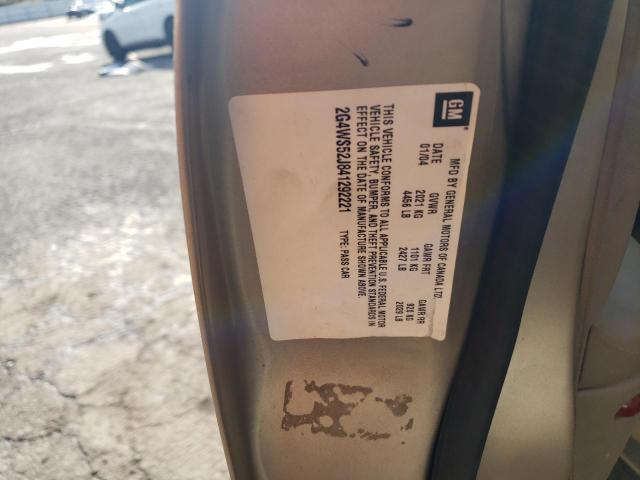 GM
MFD BY GENERAL MOTORS OF CANADA LTD.
DATE GVWR GAWR FRT GAWR RR
01/04 2021 KG 1101 KG 920 KG
4456 LB 2427 LB 2029 LB
THIS VEHICLE CONFORMS TO ALL APPLICABLE U.S. FEDERAL MOTOR
VEHICLE SAFETY, BUMPER, AND THEFT PREVENTION STANDARDS IN
EFFECT ON THE DATE OF MANUFACTURE SHOWN ABOVE.
2G4WS52J841292221 TYPE: PASS CAR